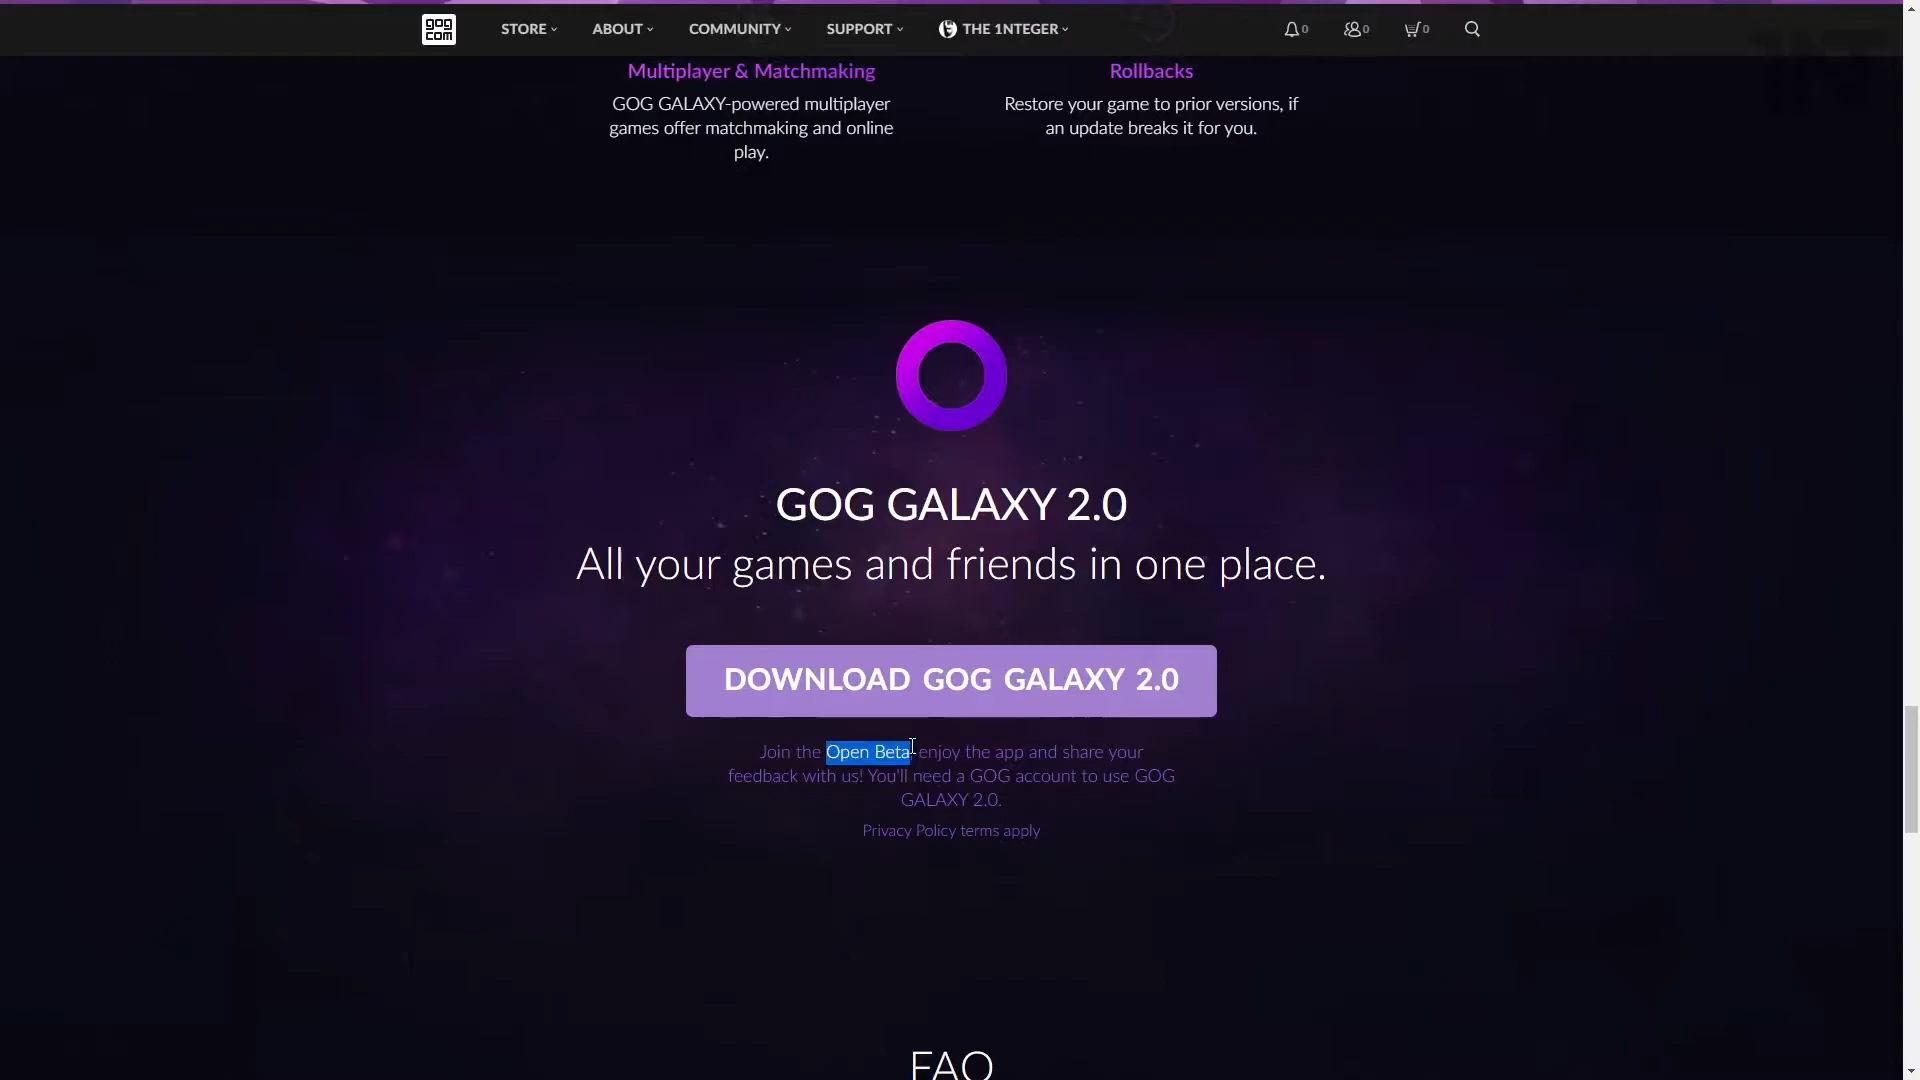 gog
com
STORE
ABOUT
COMMUNITY
SUPPORT
THE 1NTEGER
0
0
0
Multiplayer & Matchmaking
GOG GALAXY-powered multiplayer
games offer matchmaking and online
play.
Rollbacks
Restore your game to prior versions, if
an update breaks it for you.
GOG GALAXY 2.0
All your games and friends in one place.
DOWNLOAD GOG GALAXY 2.0
Join the Open Beta, enjoy the app and share your
feedback with us! You'll need a GOG account to use GOG
GALAXY 2.0.
Privacy Policy terms apply
FAQ